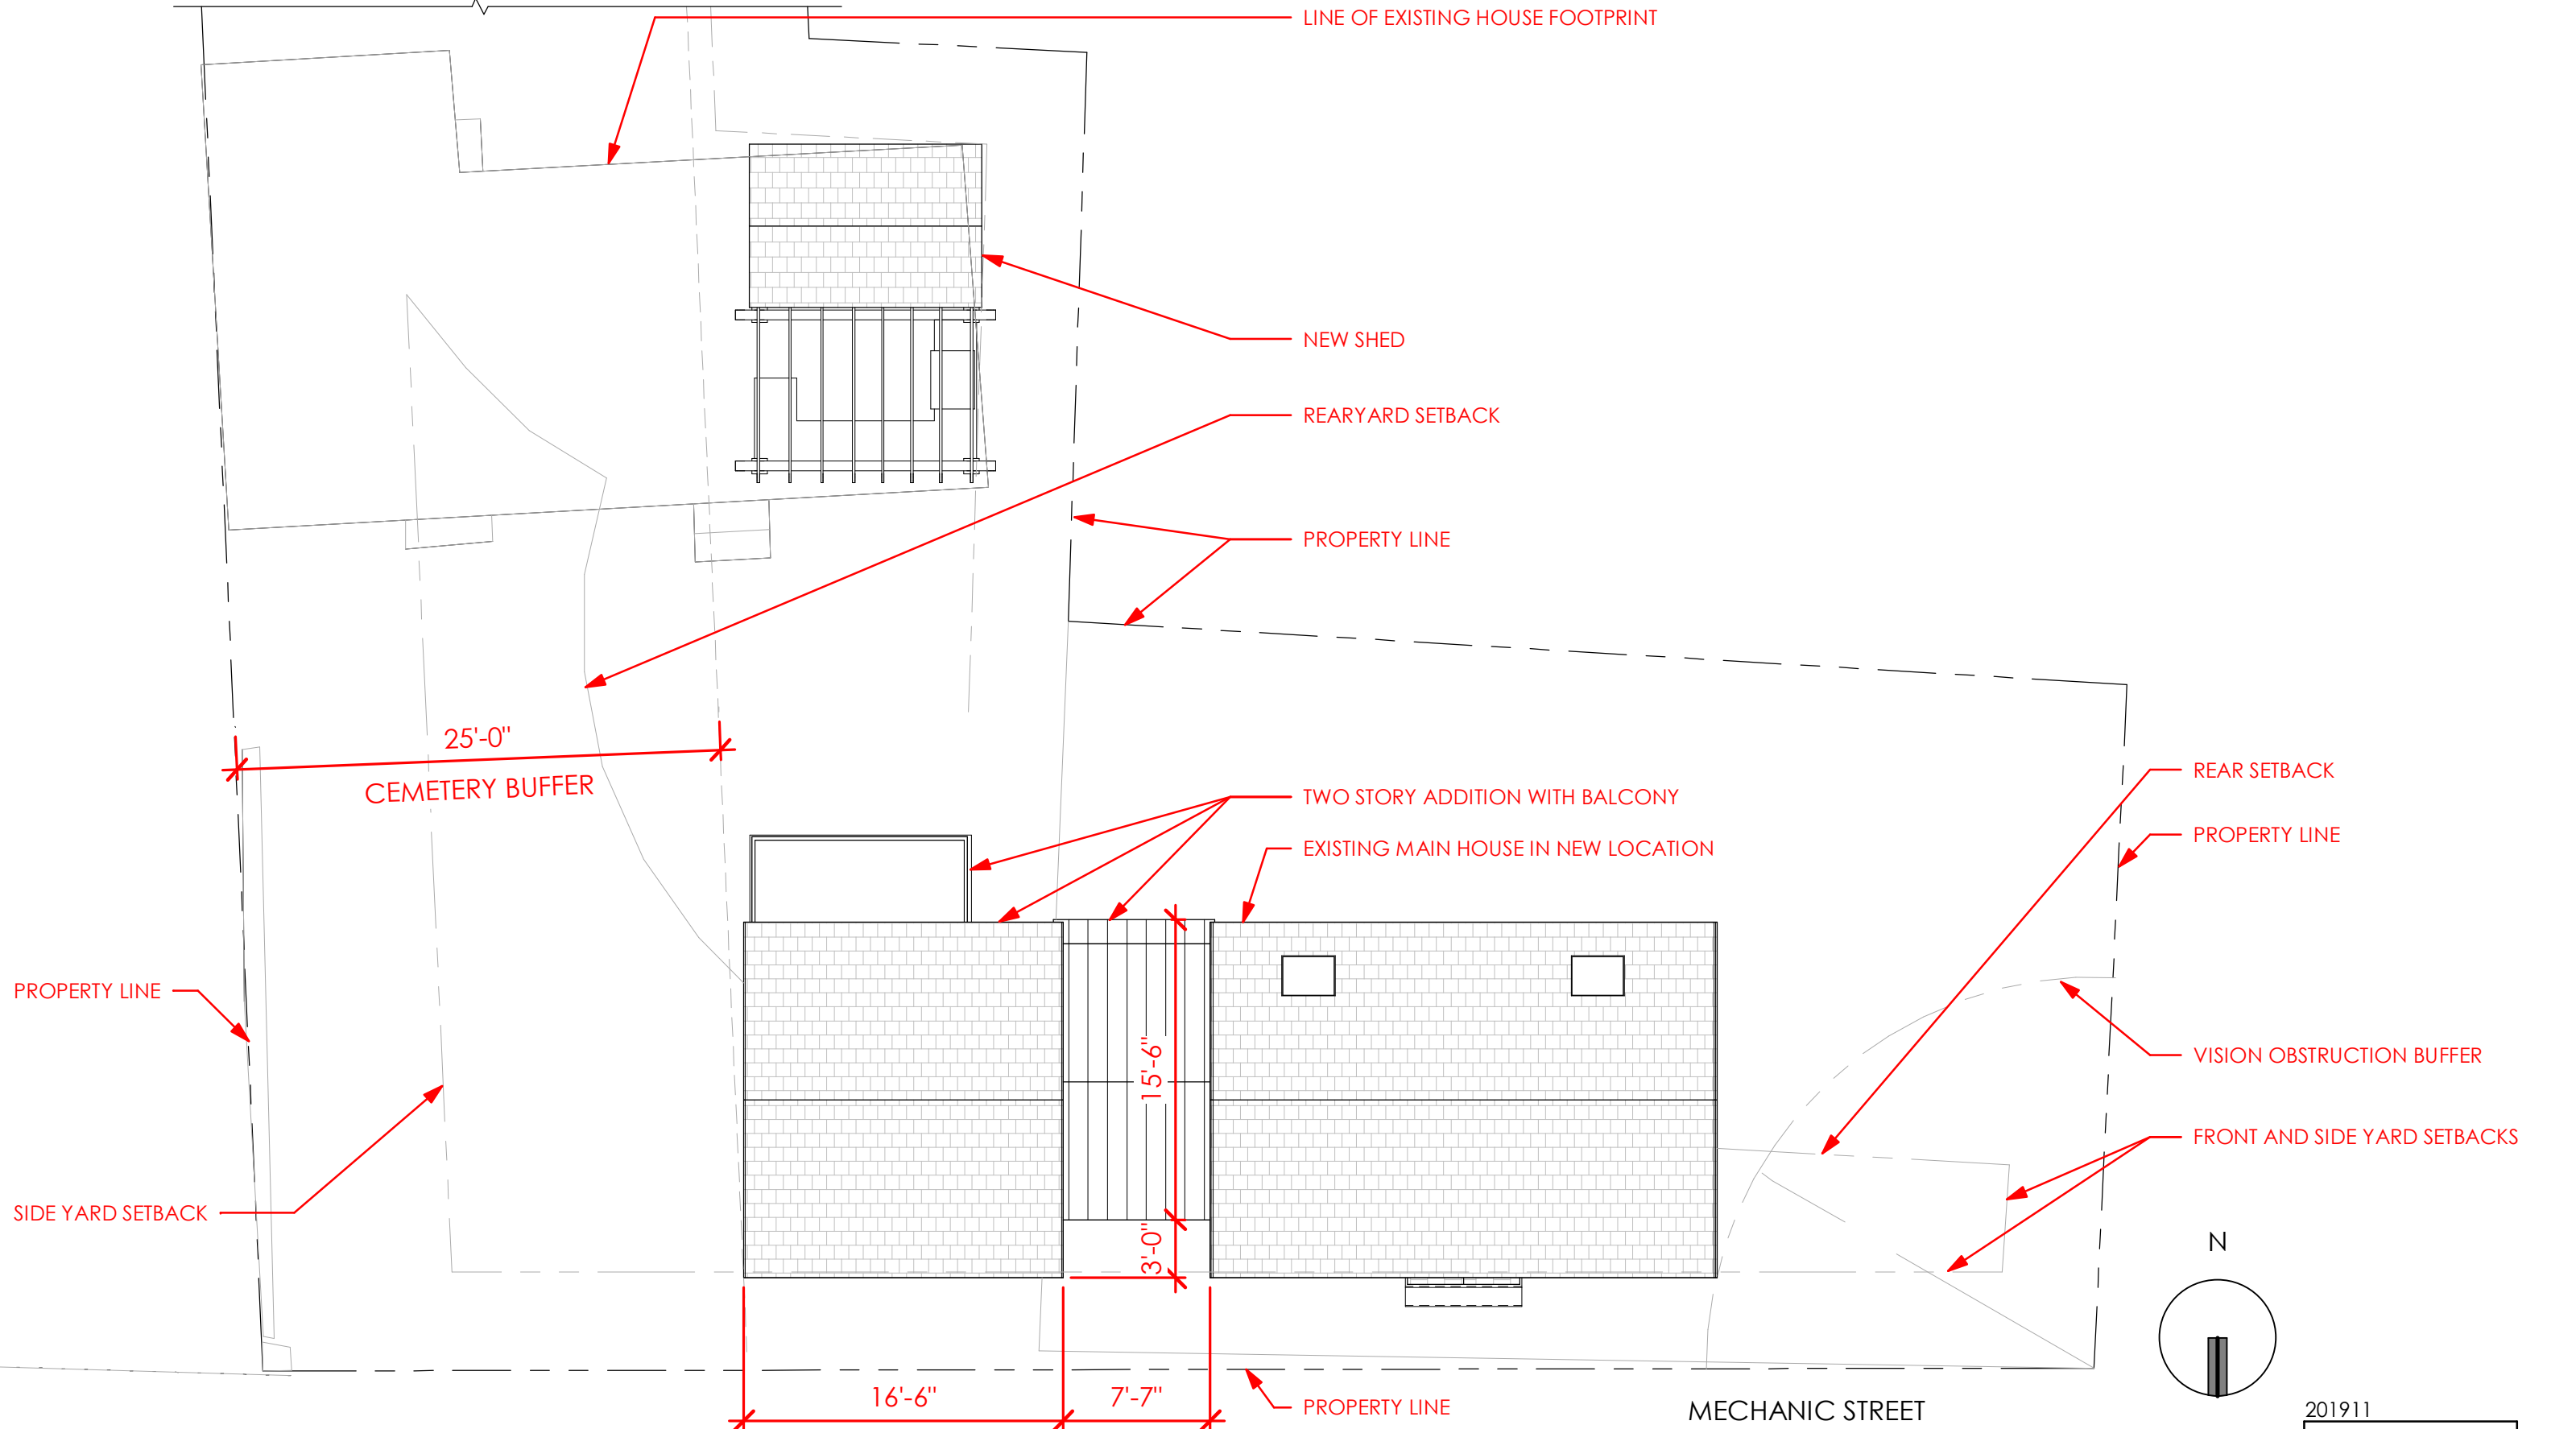 LINE OF EXISTING HOUSE FOOTPRINT
NEW SHED
REARYARD SETBACK
PROPERTY LINE
25'-0"
CEMETERY BUFFER
REAR SETBACK
TWO STORY ADDITION WITH BALCONY
PROPERTY LINE
EXISTING MAIN HOUSE IN NEW LOCATION
PROPERTY LINE
15'-6"
VISION OBSTRUCTION BUFFER
FRONT AND SIDE YARD SETBACKS
SIDE YARD SETBACK
3'-0"
N
16'-6"
7'-7"
PROPERTY LINE
MECHANIC STREET
201911